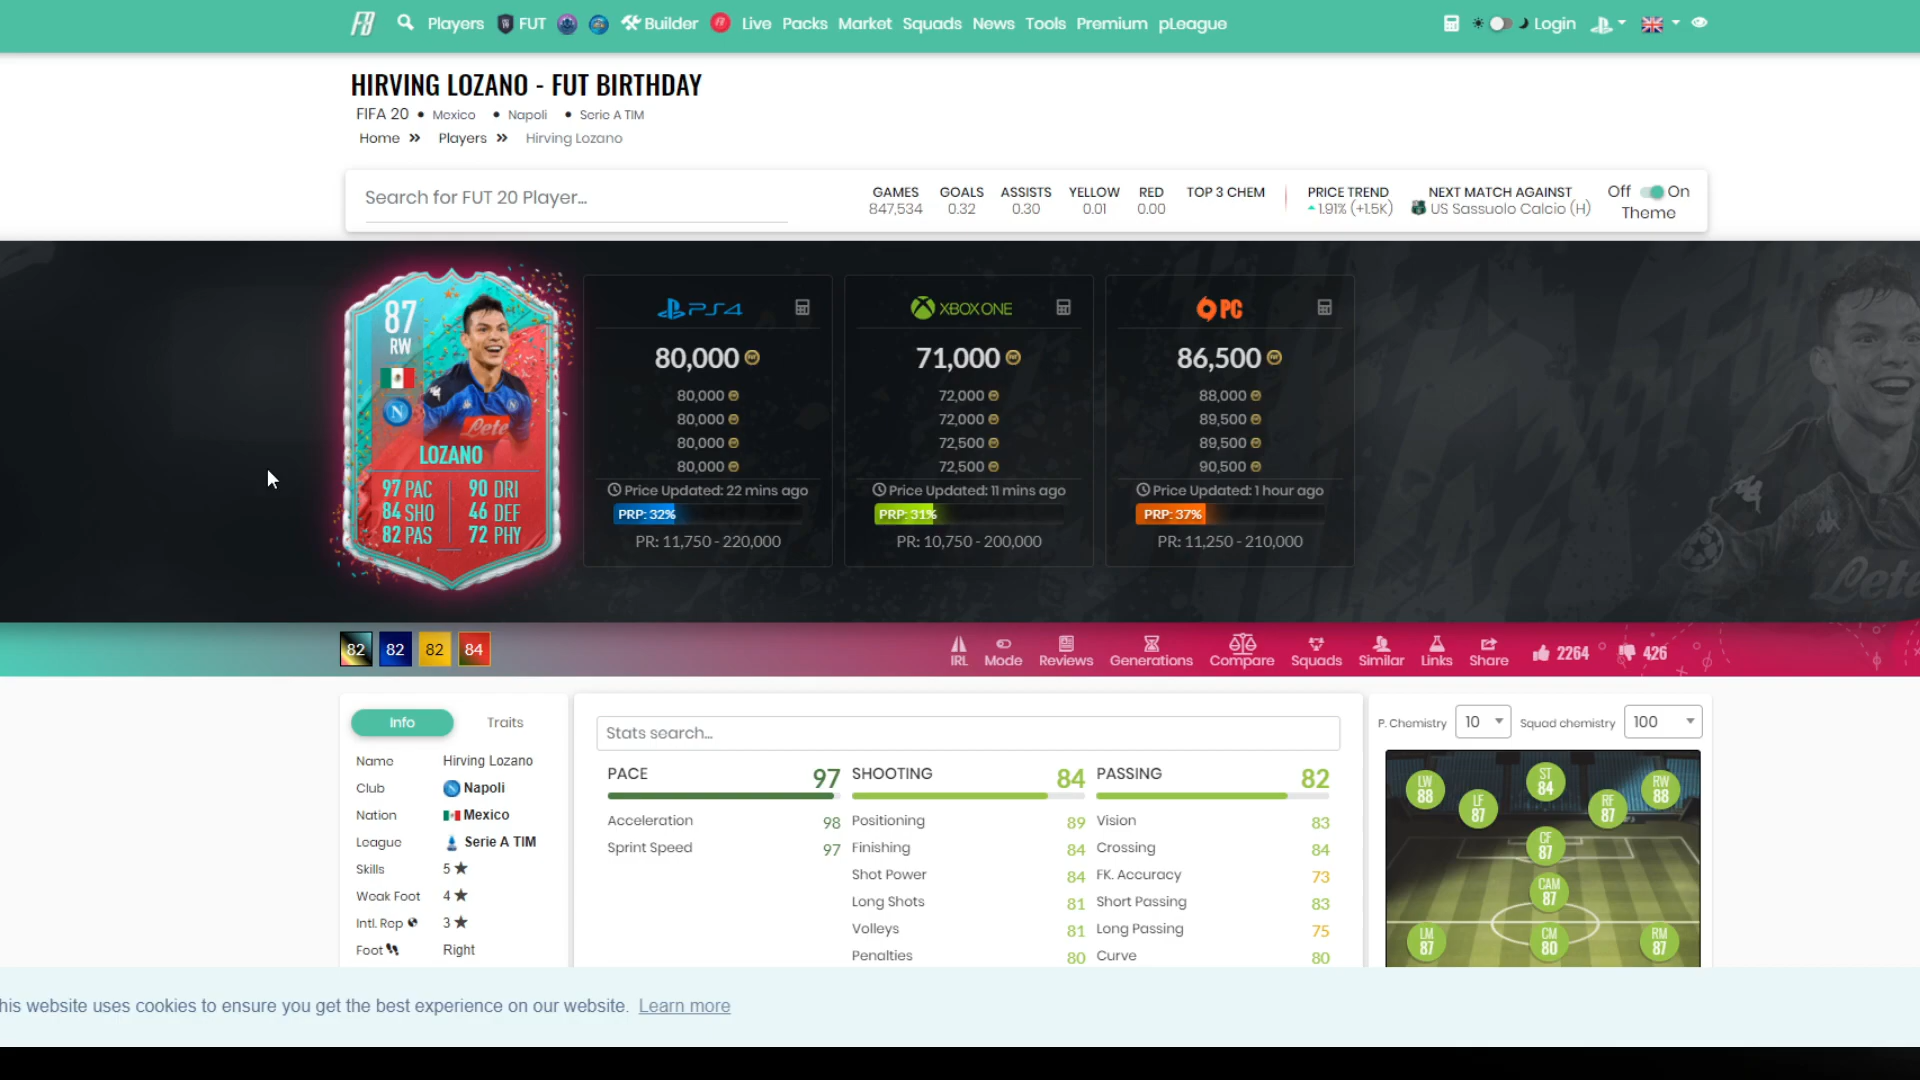 Players FUT Builder Live Packs Market Squads News Tools Premium pLeague Login
HIRVING LOZANO - FUT BIRTHDAY
FIFA 20 • Mexico • Napoli • Serie A TIM
Home » Players » Hirving Lozano
Search for FUT 20 Player...
GAMES GOALS ASSISTS YELLOW RED TOP 3 CHEM PRICE TREND NEXT MATCH AGAINST Off On
847,534 0.32 0.30 0.01 0.00 1.91% (+1.5K) US Sassuolo Calcio (H) Theme
87
RW
LOZANO
97 PAC 90 DRI
84 SHO 46 DEF
82 PAS 72 PHY
Lete
PS4
80,000
80,000
80,000
80,000
80,000
Price Updated: 22 mins ago
PRP: 32%
PR: 11,750 - 220,000
XBOX ONE
71,000
72,000
72,000
72,500
72,500
Price Updated: 11 mins ago
PRP: 31%
PR: 10,750 - 200,000
PC
86,500
88,000
89,500
89,500
90,500
Price Updated: 1 hour ago
PRP: 37%
PR: 11,250 - 210,000
Lete
82 82 82 84
IRL Mode Reviews Generations Compare Squads Similar Links Share 2264 426
Info Traits
Name Hirving Lozano
Club Napoli
Nation Mexico
League Serie A TIM
Skills 5 ★
Weak Foot 4 ★
Intl. Rep 3 ★
Foot Right
Stats search...
PACE 97
Acceleration 98
Sprint Speed 97
SHOOTING 84
Positioning 89
Finishing 84
Shot Power 84
Long Shots 81
Volleys 81
Penalties 80
PASSING 82
Vision 83
Crossing 84
FK. Accuracy 73
Short Passing 83
Long Passing 75
Curve 80
P. Chemistry 10 Squad chemistry 100
LW 88
ST 84
RW 88
LF 87
RF 87
CF 87
CAM 87
LM 87
CM 80
RM 87
his website uses cookies to ensure you get the best experience on our website. Learn more